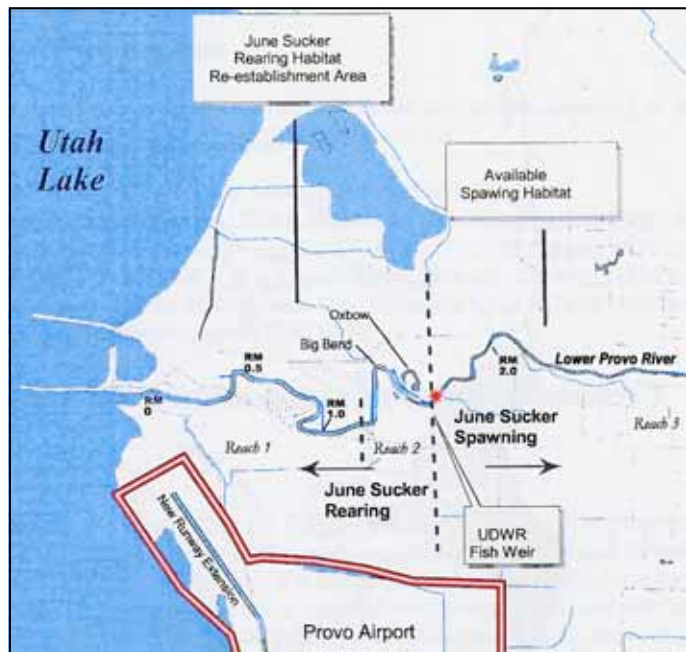 June Sucker
Rearing Habitat
Re-establishment Area
Utah
Lake
Available
Spawing Habitat
Oxbow
Big Bend
RM
0.5
RM
2.0
Lower Provo River
RM
0
RM
1.0
June Sucker
Spawning
Reach 1
Reach 2
Reach 3
June Sucker
Rearing
UDWR
Fish Weir
New Runway Extension
Provo Airport